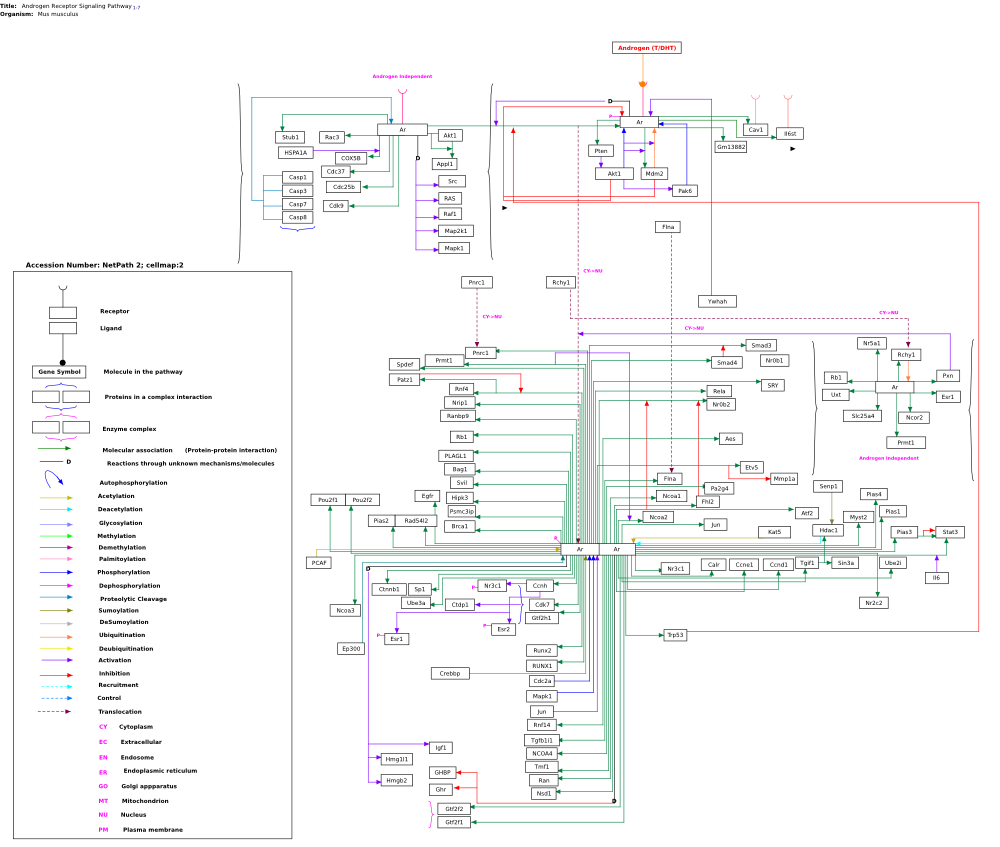 Title: Androgen Receptor Signaling Pathway 1-7
Organism: Mus musculus
Androgen (T/DHT)
Androgen Independent
Ar
Stub1
Rac3
Akt1
HSPA1A
COX5B
Appl1
Cdc37
Casp1
Casp3
Casp7
Casp8
Cdc25b
Cdk9
D
Src
RAS
Raf1
Map2k1
Mapk1
D
P
Ar
Cav1
Il6st
Gm13882
Pten
Akt1
Mdm2
Pak6
Flna
CY->NU
Ywhah
Pnrc1
Rchy1
CY->NU
CY->NU
CY->NU
Accession Number: NetPath 2; cellmap:2
Receptor
Ligand
Gene Symbol
Molecule in the pathway
Proteins in a complex interaction
Enzyme complex
Molecular association (Protein-protein interaction)
D
Reactions through unknown mechanisms/molecules
Autophosphorylation
Acetylation
Deacetylation
Glycosylation
Methylation
Demethylation
Palmitoylation
Phosphorylation
Dephosphorylation
Proteolytic Cleavage
Sumoylation
DeSumoylation
Ubiquitination
Deubiquitination
Activation
Inhibition
Recruitment
Control
Translocation
CY Cytoplasm
EC Extracellular
EN Endosome
ER Endoplasmic reticulum
GO Golgi appparatus
MT Mitochondrion
NU Nucleus
PM Plasma membrane
Pnrc1
Prmt1
Spdef
Patz1
Rnf4
Nrip1
Ranbp9
Rb1
PLAGL1
Bag1
Svil
Hipk3
Psmc3ip
Brca1
Egfr
Pou2f1
Pou2f2
Pias2
Rad54l2
PCAF
Smad3
Smad4
Nr0b1
SRY
Rela
Nr0b2
Aes
Etv5
Mmp1a
Flna
Pa2g4
Ncoa1
Fhl2
Ncoa2
Jun
Atf2
Kat5
Nr5a1
Rchy1
Rb1
Pxn
Ar
Uxt
Esr1
Slc25a4
Ncor2
Prmt1
Androgen Independent
Senp1
Pias4
Myst2
Pias1
Hdac1
Pias3
Stat3
Ar
Ar
Nr3c1
Calr
Ccne1
Ccnd1
Tgif1
Sin3a
Ube2i
Il6
Nr2c2
Trp53
D
Ctnnb1
Sp1
Ube3a
Ncoa3
Ep300
P
Esr1
Nr3c1
Ctdp1
P
Esr2
Ccnh
Cdk7
Gtf2h1
Runx2
RUNX1
Crebbp
Cdc2a
Mapk1
Jun
Rnf14
Tgfb1i1
NCOA4
Tmf1
Ran
Nsd1
D
Igf1
Hmg1l1
Hmgb2
GHBP
Ghr
Gtf2f2
Gtf2f1